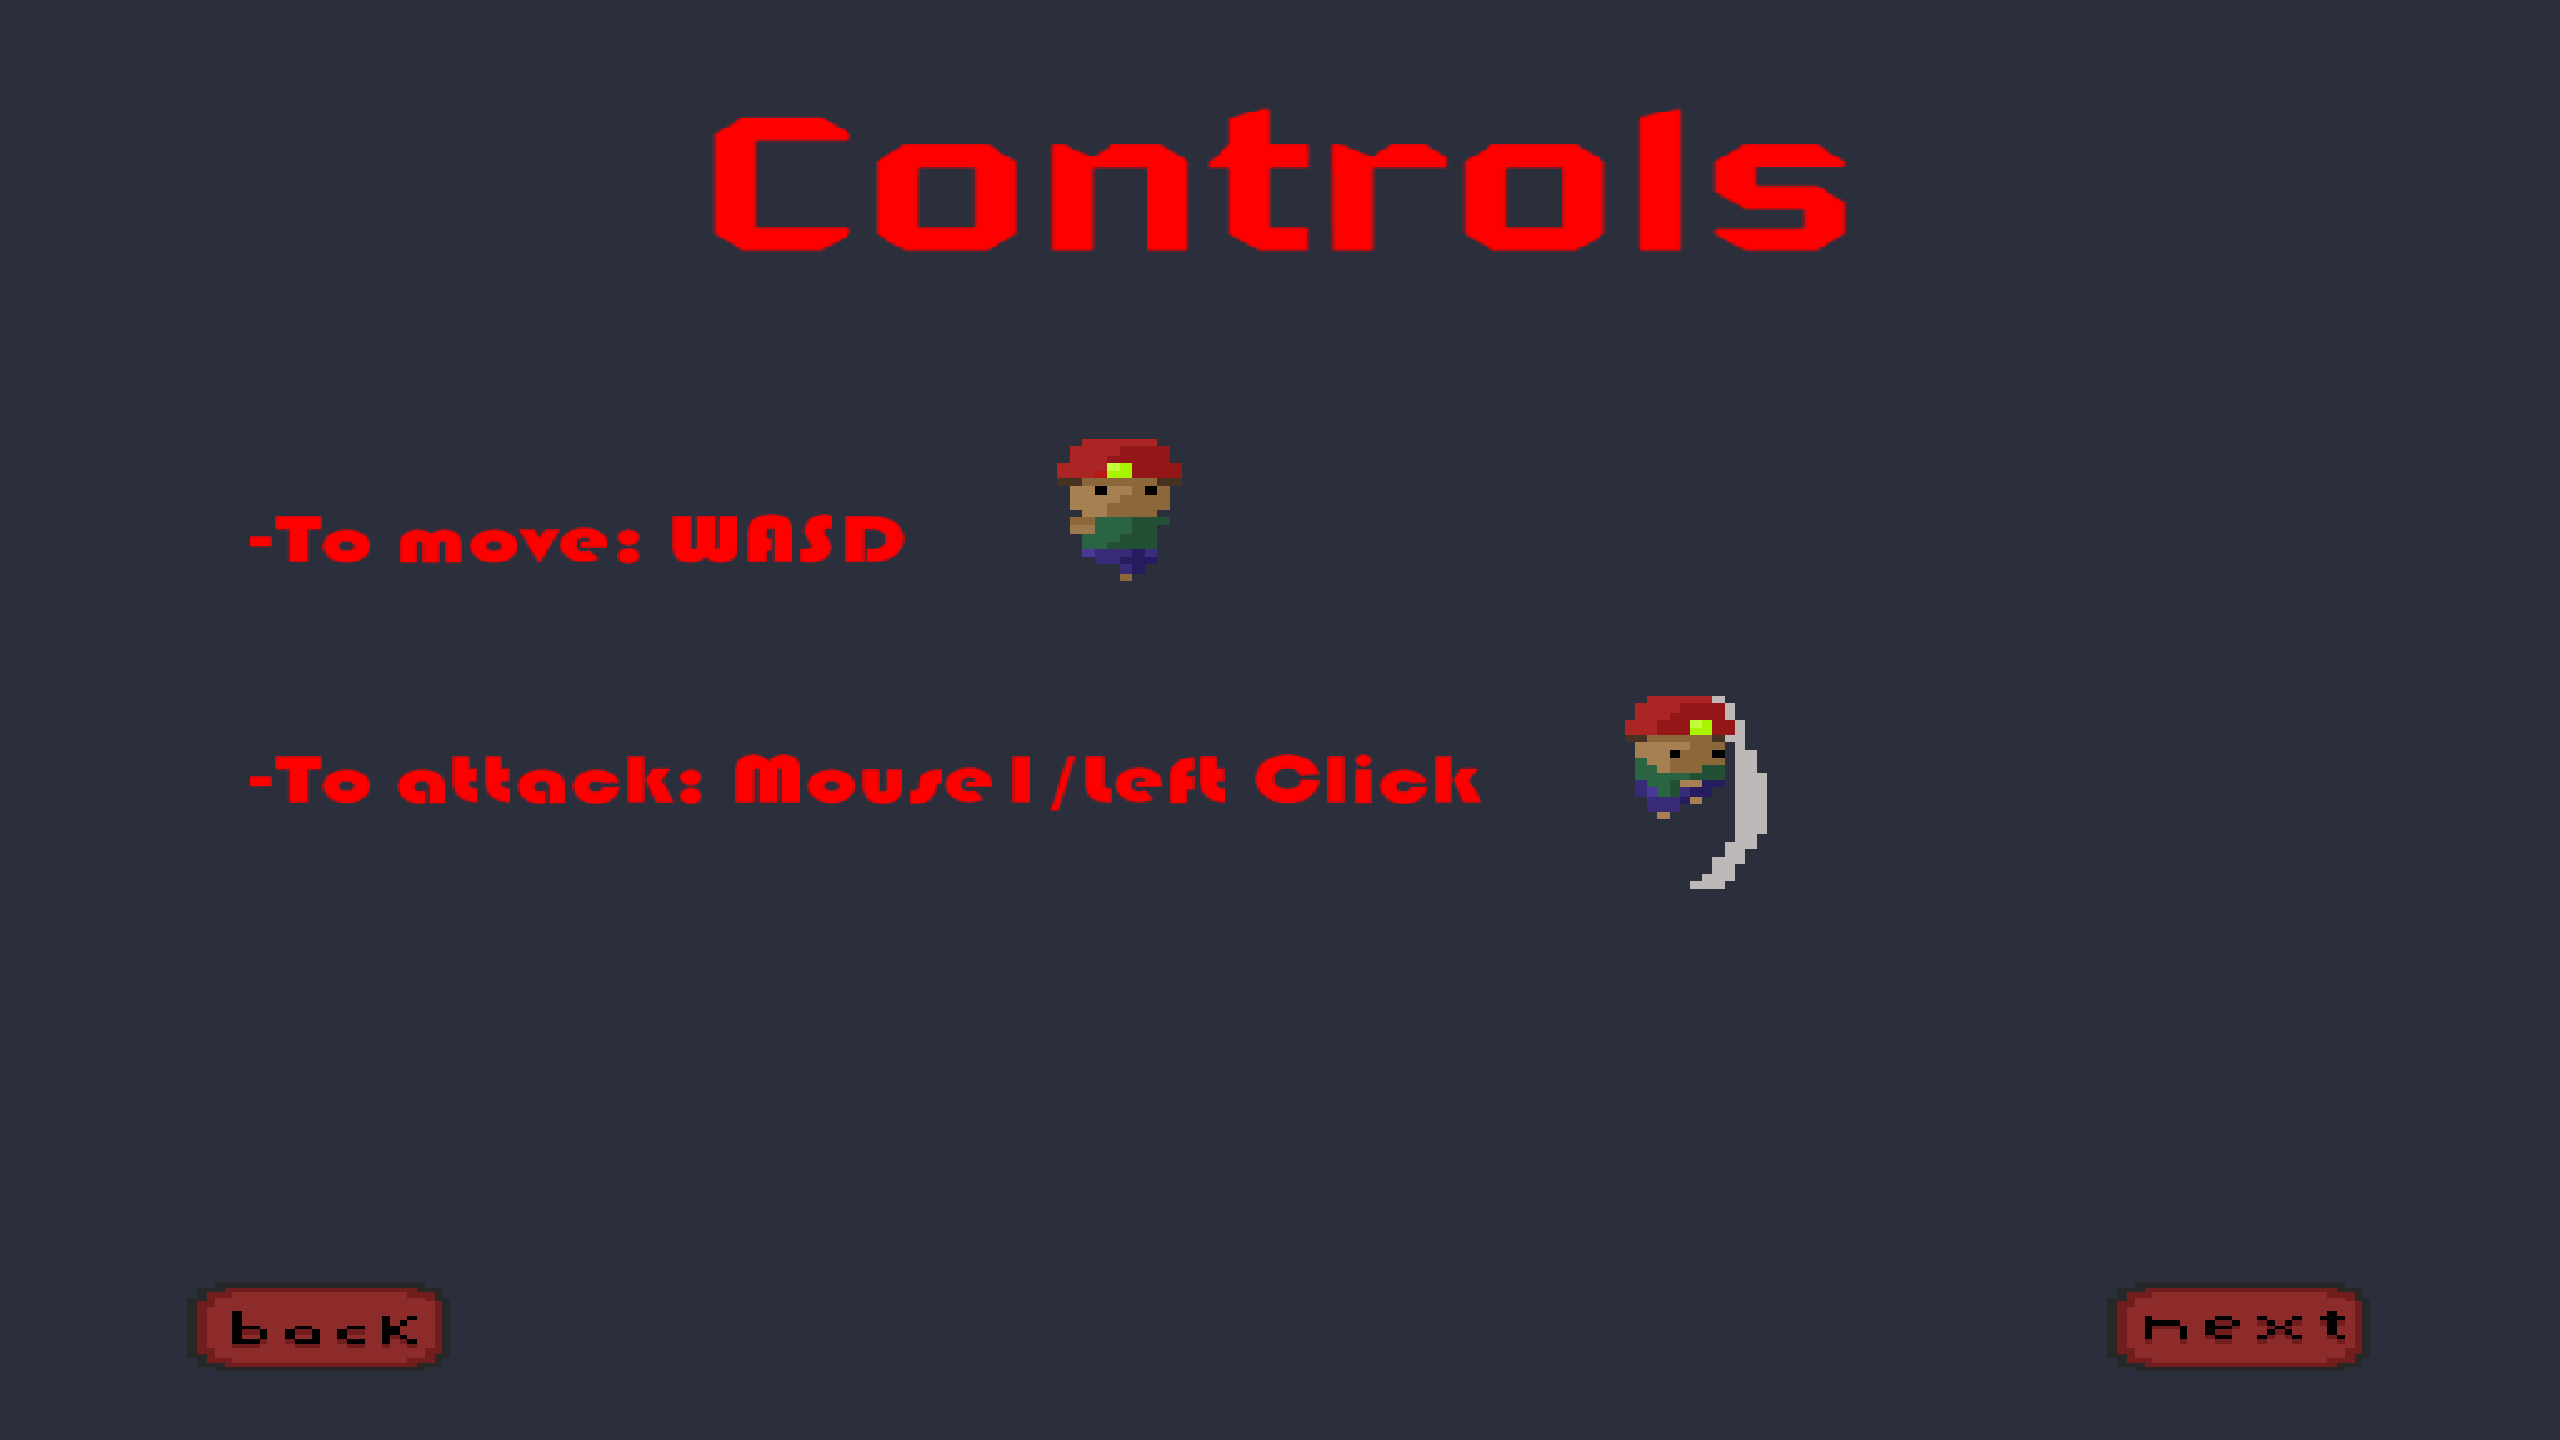 Controls
-To move: WASD
-To attack: Mouse1/Left Click
back
next